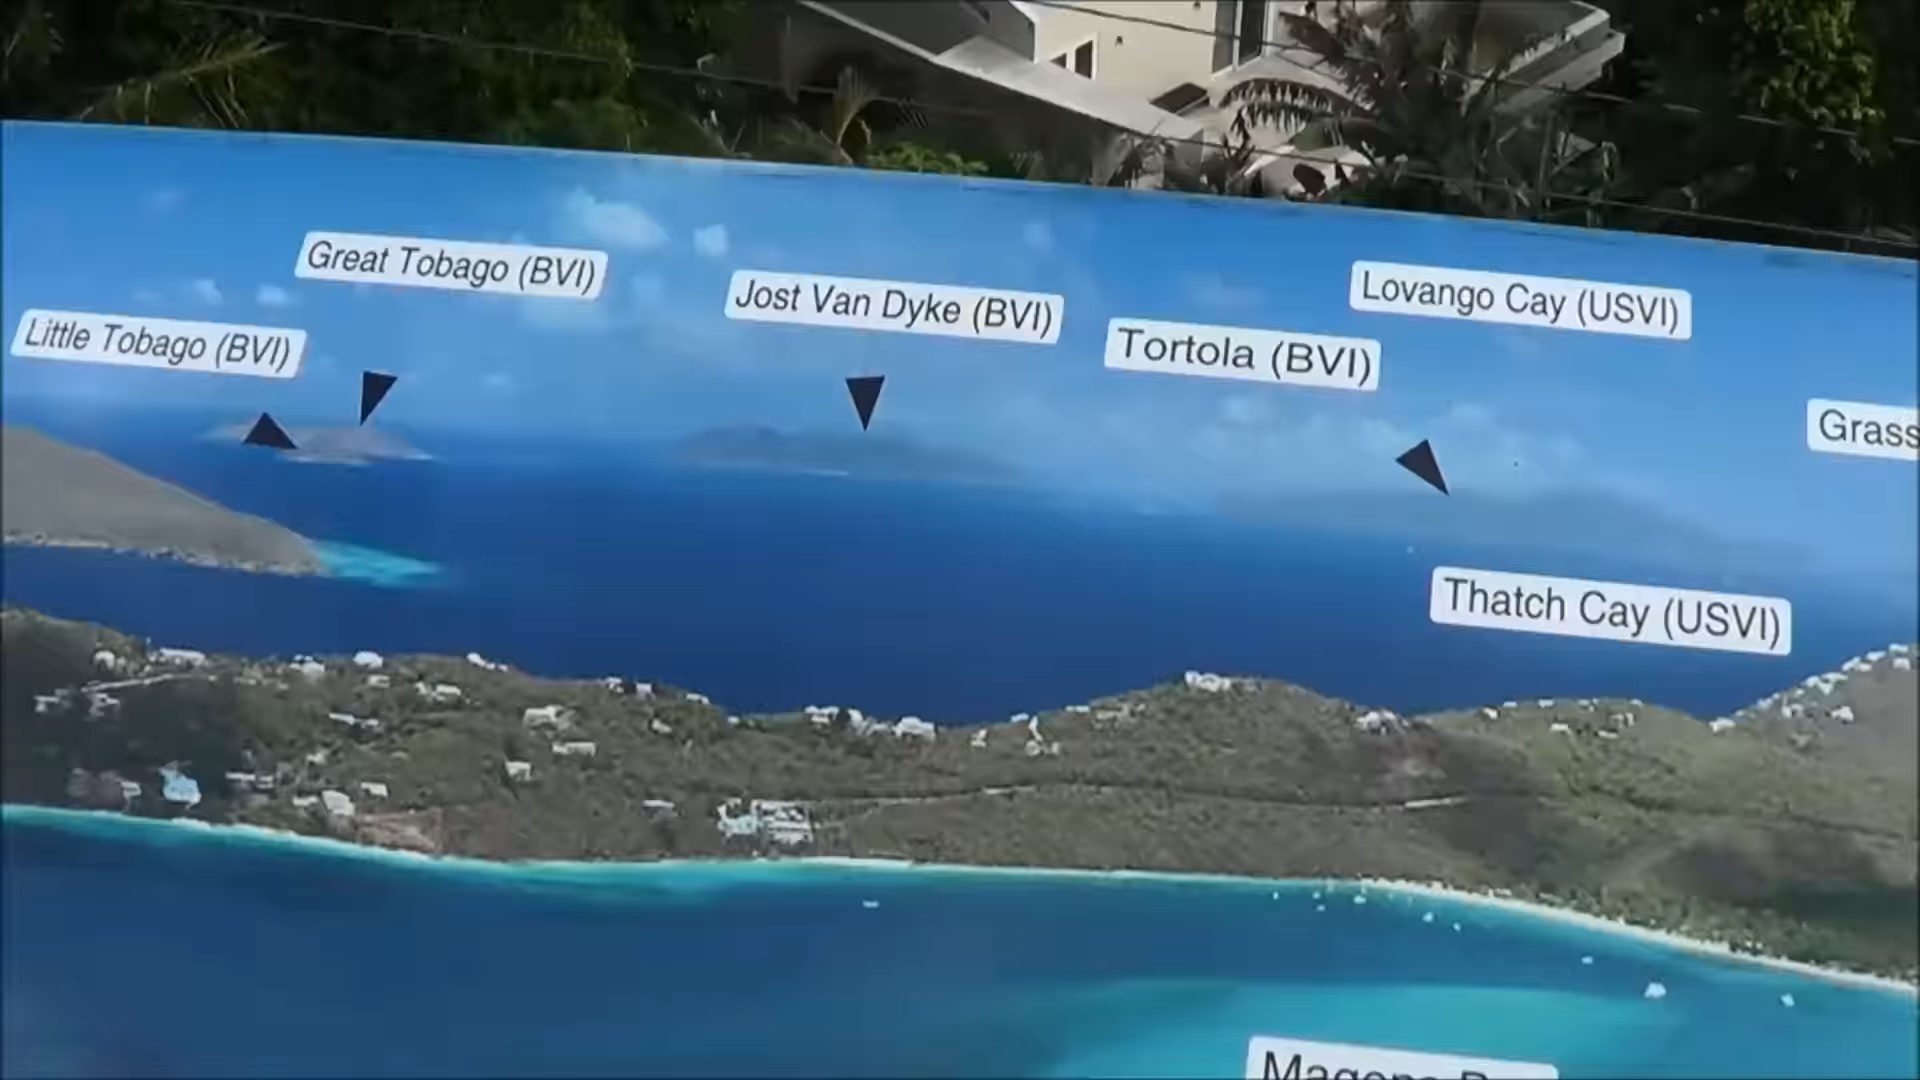 Great Tobago (BVI)
Little Tobago (BVI)
Jost Van Dyke (BVI)
Lovango Cay (USVI)
Tortola (BVI)
Thatch Cay (USVI)